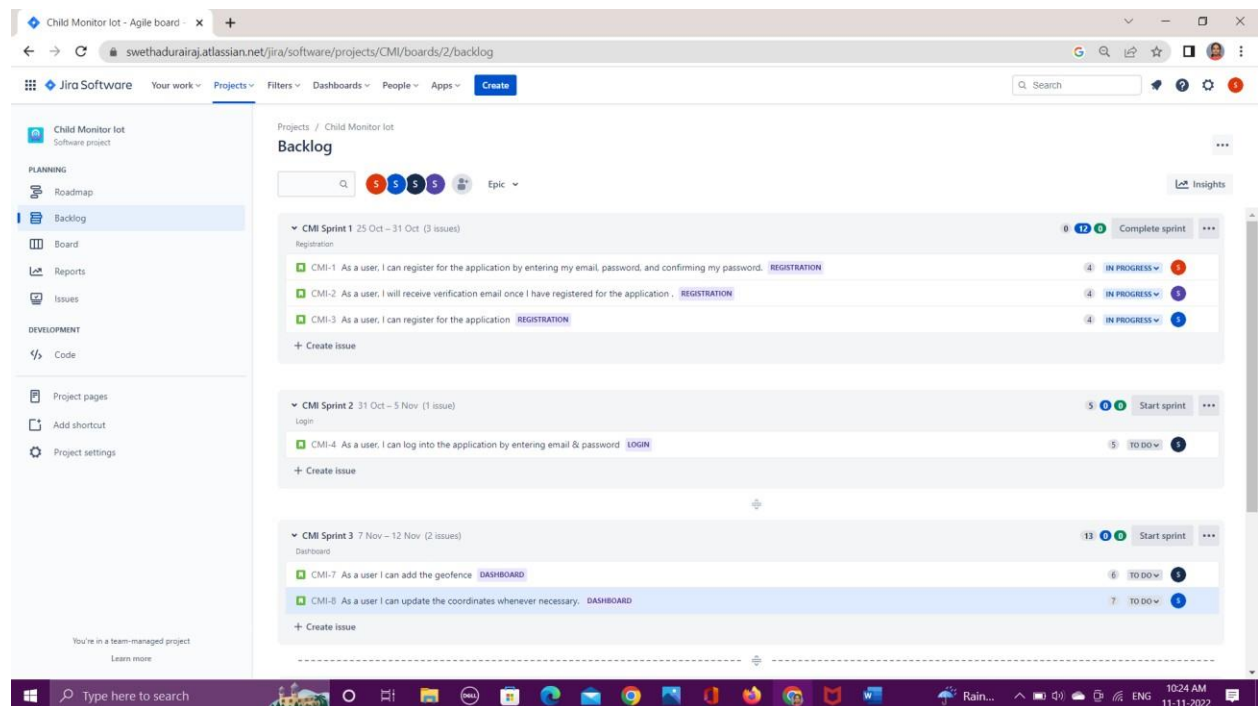 Child Monitor Iot - Agile board -
swethadurairaj.atlassian.net/jira/software/projects/CMI/boards/2/backlog
Jira Software Your work Projects Filters Dashboards People Apps Create Search S
Child Monitor Iot
Software project
PLANNING
Roadmap
Backlog
Board
Reports
Issues
DEVELOPMENT
Code
Project pages
Add shortcut
Project settings
You're in a team-managed project
Learn more
Projects / Child Monitor Iot
Backlog
S S S S Epic Insights
CMI Sprint 1 25 Oct – 31 Oct (3 issues) 0 12 0 Complete sprint
Registration
CMI-1 As a user, I can register for the application by entering my email, password, and confirming my password. REGISTRATION 4 IN PROGRESS S
CMI-2 As a user, I will receive verification email once I have registered for the application . REGISTRATION 4 IN PROGRESS S
CMI-3 As a user, I can register for the application REGISTRATION 4 IN PROGRESS S
+ Create issue
CMI Sprint 2 31 Oct – 5 Nov (1 issue) 5 0 0 Start sprint
Login
CMI-4 As a user, I can log into the application by entering email & password LOGIN 5 TO DO S
+ Create issue
CMI Sprint 3 7 Nov – 12 Nov (2 issues) 13 0 0 Start sprint
Dashboard
CMI-7 As a user I can add the geofence DASHBOARD 6 TO DO S
CMI-8 As a user I can update the coordinates whenever necessary. DASHBOARD 7 TO DO S
+ Create issue
Type here to search DELL W Rain... ENG 10:24 AM
11-11-2022